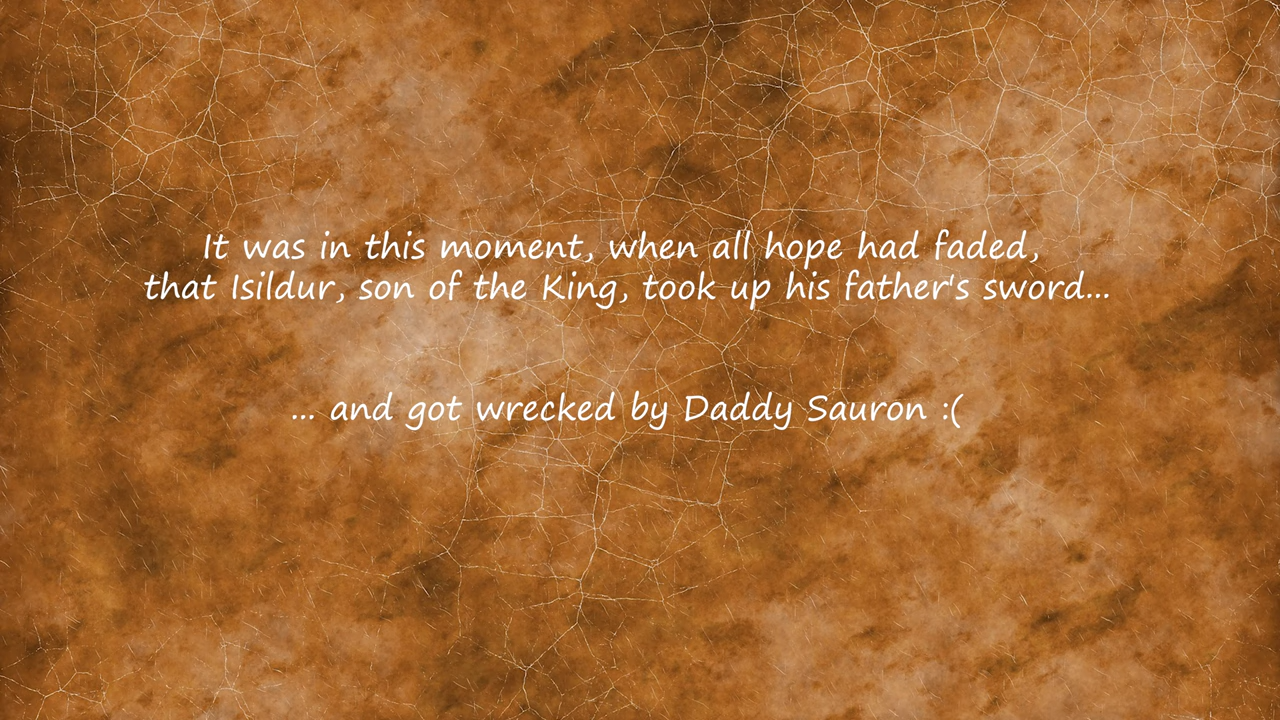 It was in this moment, when all hope had faded,
that Isildur, son of the King, took up his father's sword...
... and got wrecked by Daddy Sauron :(